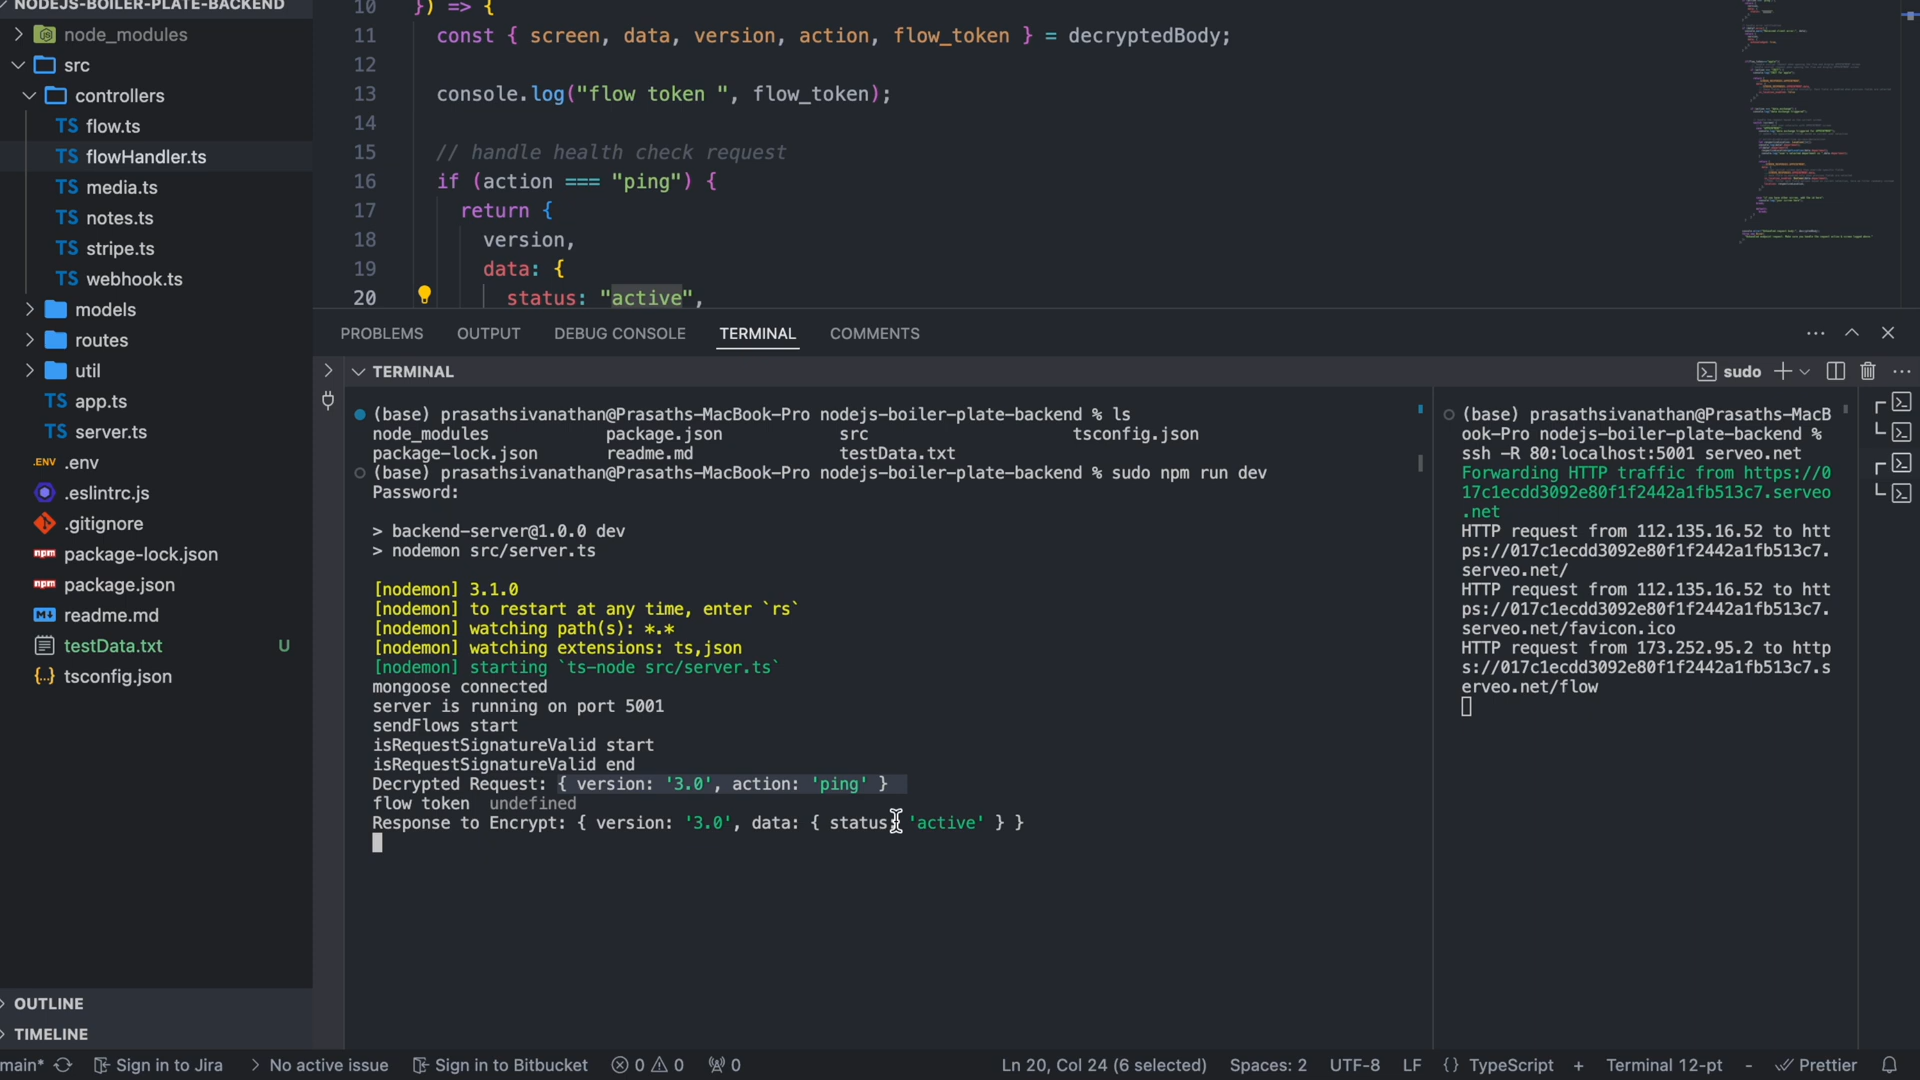 NODEJS-BOILER-PLATE-BACKEND
node_modules
src
controllers
TS flow.ts
TS flowHandler.ts
TS media.ts
TS notes.ts
TS stripe.ts
TS webhook.ts
models
routes
util
TS app.ts
TS server.ts
.ENV .env
.eslintrc.js
.gitignore
npm package-lock.json
npm package.json
M readme.md
testData.txt U
{..} tsconfig.json
OUTLINE
TIMELINE
10 }) => {
11 const { screen, data, version, action, flow_token } = decryptedBody;
12
13 console.log("flow token ", flow_token);
14
15 // handle health check request
16 if (action === "ping") {
17 return {
18 version,
19 data: {
20 status: "active",
PROBLEMS OUTPUT DEBUG CONSOLE TERMINAL COMMENTS
TERMINAL
sudo
(base) prasathsivanathan@Prasaths-MacBook-Pro nodejs-boiler-plate-backend % ls
node_modules package.json src tsconfig.json
package-lock.json readme.md testData.txt
(base) prasathsivanathan@Prasaths-MacBook-Pro nodejs-boiler-plate-backend % sudo npm run dev
Password:
> backend-server@1.0.0 dev
> nodemon src/server.ts
[nodemon] 3.1.0
[nodemon] to restart at any time, enter `rs`
[nodemon] watching path(s): *.*
[nodemon] watching extensions: ts,json
[nodemon] starting `ts-node src/server.ts`
mongoose connected
server is running on port 5001
sendFlows start
isRequestSignatureValid start
isRequestSignatureValid end
Decrypted Request: { version: '3.0', action: 'ping' }
flow token undefined
Response to Encrypt: { version: '3.0', data: { status: 'active' } }
(base) prasathsivanathan@Prasaths-MacB
ook-Pro nodejs-boiler-plate-backend %
ssh -R 80:localhost:5001 serveo.net
Forwarding HTTP traffic from https://0
17c1ecdd3092e80f1f2442a1fb513c7.serveo
.net
HTTP request from 112.135.16.52 to htt
ps://017c1ecdd3092e80f1f2442a1fb513c7.
serveo.net/
HTTP request from 112.135.16.52 to htt
ps://017c1ecdd3092e80f1f2442a1fb513c7.
serveo.net/favicon.ico
HTTP request from 173.252.95.2 to http
s://017c1ecdd3092e80f1f2442a1fb513c7.s
erveo.net/flow
main* Sign in to Jira No active issue Sign in to Bitbucket 0 0 0 Ln 20, Col 24 (6 selected) Spaces: 2 UTF-8 LF {} TypeScript + Terminal 12-pt - Prettier